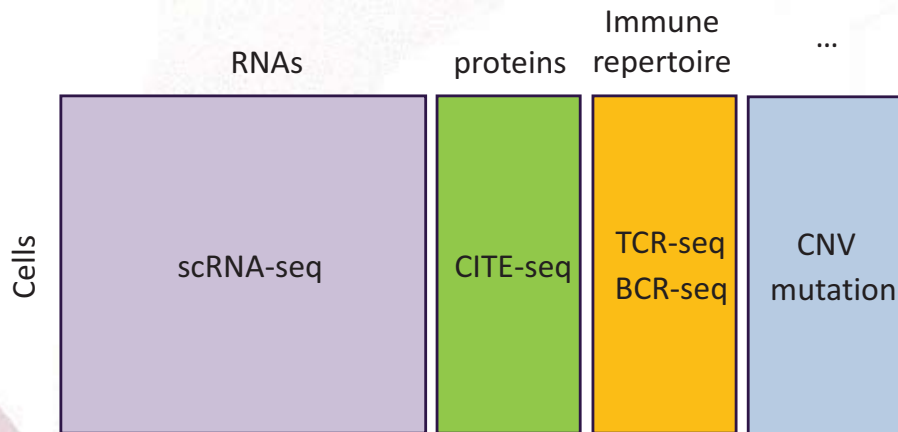 RNAs
proteins
Immune
repertoire
...
Cells
scRNA-seq
CITE-seq
TCR-seq
BCR-seq
CNV
mutation